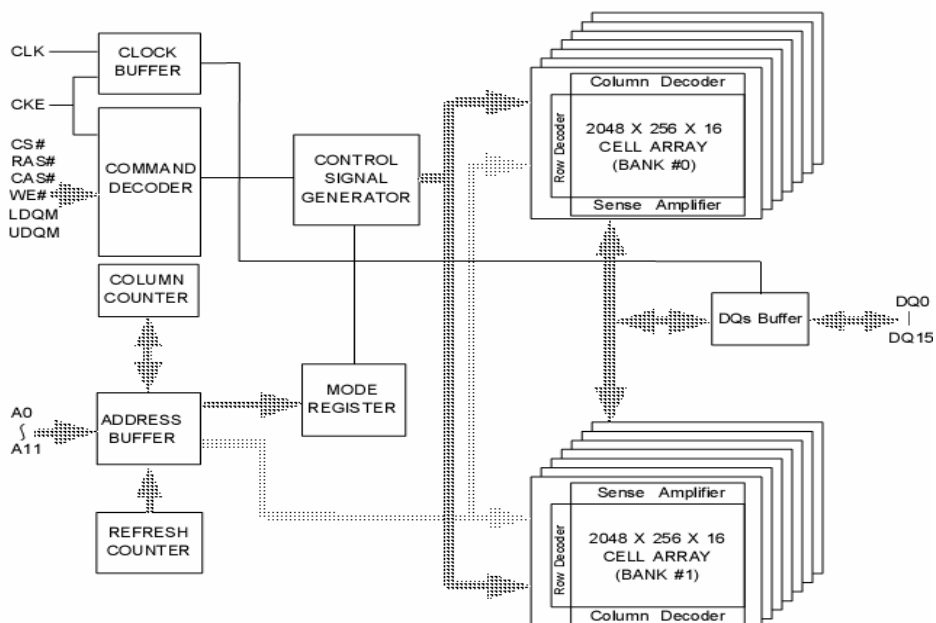 CLK
CLOCK
BUFFER
CKE
CS#
RAS#
CAS#
WE#
LDQM
UDQM
COMMAND
DECODER
CONTROL
SIGNAL
GENERATOR
COLUMN
COUNTER
MODE
REGISTER
A0
A11
ADDRESS
BUFFER
REFRESH
COUNTER
Column Decoder
Row Decoder
2048 X 256 X 16
CELL ARRAY
(BANK #0)
Sense Amplifier
DQs Buffer
DQ0
DQ15
Sense Amplifier
Row Decoder
2048 X 256 X 16
CELL ARRAY
(BANK #1)
Column Decoder